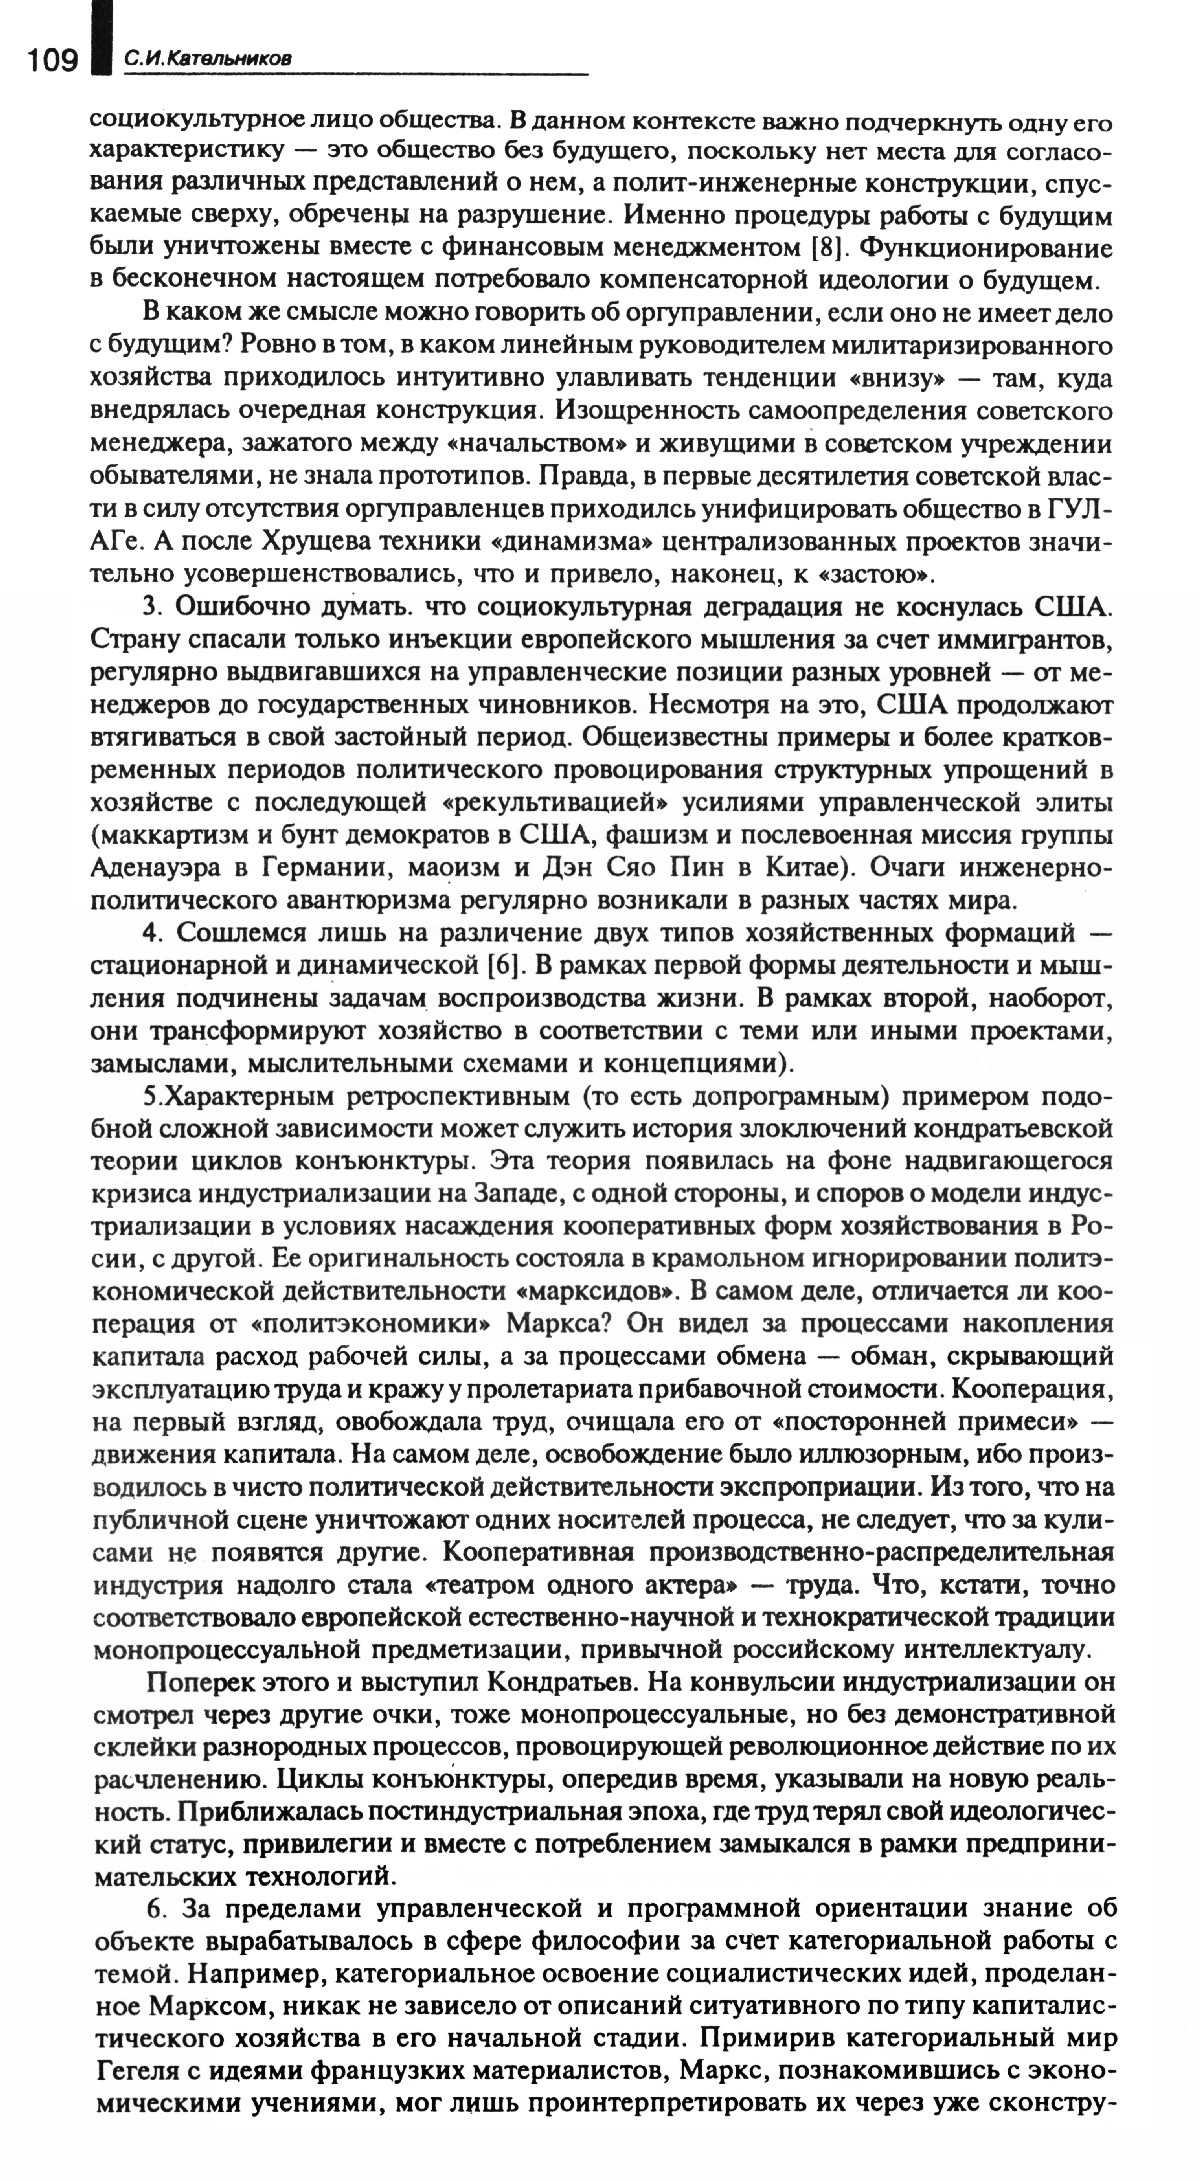 109
С.И.Катальников
социокультурное лицо общества. В данном контексте важно подчеркнуть одну его
характеристику — это общество без будущего, поскольку нет места для согласо-
вания различных представлений о нем, а полит-инженерные конструкции, спус-
каемые сверху, обречены на разрушение. Именно процедуры работы с будущим
были уничтожены вместе с финансовым менеджментом [8]. Функционирование
в бесконечном настоящем потребовало компенсаторной идеологии о будущем.
В каком же смысле можно говорить об оргуправлении, если оно не имеет дело
с будущим? Ровно в том, в каком линейным руководителем милитаризированного
хозяйства приходилось интуитивно улавливать тенденции «внизу» — там, куда
внедрялась очередная конструкция. Изощренность самоопределения советского
менеджера, зажатого между «начальством» и живущими в советском учреждении
обывателями, не знала прототипов. Правда, в первые десятилетия советской влас-
ти в силу отсутствия оргуправленцев приходилсь унифицировать общество в ГУЛ-
АГе. А после Хрущева техники «динамизма» централизованных проектов значи-
тельно усовершенствовались, что и привело, наконец, к «застою».
3. Ошибочно думать. что социокультурная деградация не коснулась США.
Страну спасали только инъекции европейского мышления за счет иммигрантов,
регулярно выдвигавшихся на управленческие позиции разных уровней — от ме-
неджеров до государственных чиновников. Несмотря на это, США продолжают
втягиваться в свой застойный период. Общеизвестны примеры и более кратков-
ременных периодов политического провоцирования структурных упрощений в
хозяйстве с последующей «рекультивацией» усилиями управленческой элиты
(маккартизм и бунт демократов в США, фашизм и послевоенная миссия группы
Аденауэра в Германии, маоизм и Дэн Сяо Пин в Китае). Очаги инженерно-
политического авантюризма регулярно возникали в разных частях мира.
4. Сошлемся лишь на различение двух типов хозяйственных формаций —
стационарной и динамической [6]. В рамках первой формы деятельности и мыш-
ления подчинены задачам воспроизводства жизни. В рамках второй, наоборот,
они трансформируют хозяйство в соответствии с теми или иными проектами,
замыслами, мыслительными схемами и концепциями).
5.Характерным ретроспективным (то есть допрограмным) примером подо-
бной сложной зависимости может служить история злоключений кондратьевской
теории циклов конъюнктуры. Эта теория появилась на фоне надвигающегося
кризиса индустриализации на Западе, с одной стороны, и споров о модели индус-
триализации в условиях насаждения кооперативных форм хозяйствования в Ро-
сии, с другой. Ее оригинальность состояла в крамольном игнорировании политэ-
кономической действительности «марксидов». В самом деле, отличается ли коо-
перация от «политэкономики» Маркса? Он видел за процессами накопления
капитала расход рабочей силы, а за процессами обмена — обман, скрывающий
эксплуатацию труда и кражу у пролетариата прибавочной стоимости. Кооперация,
на первый взгляд, овобождала труд, очищала его от «посторонней примеси» —
движения капитала. На самом деле, освобождение было иллюзорным, ибо произ-
водилось в чисто политической действительности экспроприации. Из того, что на
публичной сцене уничтожают одних носителей процесса, не следует, что за кули-
сами не появятся другие. Кооперативная производственно-распределительная
индустрия надолго стала «театром одного актера» — труда. Что, кстати, точно
соответствовало европейской естественно-научной и технократической традиции
монопроцессуальной предметизации, привычной российскому интеллектуалу.
Поперек этого и выступил Кондратьев. На конвульсии индустриализации он
смотрел через другие очки, тоже монопроцессуальные, но без демонстративной
склейки разнородных процессов, провоцирующей революционное действие по их
расчленению. Циклы конъюнктуры, опередив время, указывали на новую реаль-
ность. Приближалась постиндустриальная эпоха, где труд терял свой идеологичес-
кий статус, привилегии и вместе с потреблением замыкался в рамки предприни-
мательских технологий.
6. За пределами управленческой и программной ориентации знание об
объекте вырабатывалось в сфере философии за счет категориальной работы с
темой. Например, категориальное освоение социалистических идей, проделан-
ное Марксом, никак не зависело от описаний ситуативного по типу капиталис-
тического хозяйства в его начальной стадии. Примирив категориальный мир
Гегеля с идеями французких материалистов, Маркс, познакомившись с эконо-
мическими учениями, мог лишь проинтерпретировать их через уже сконстру-